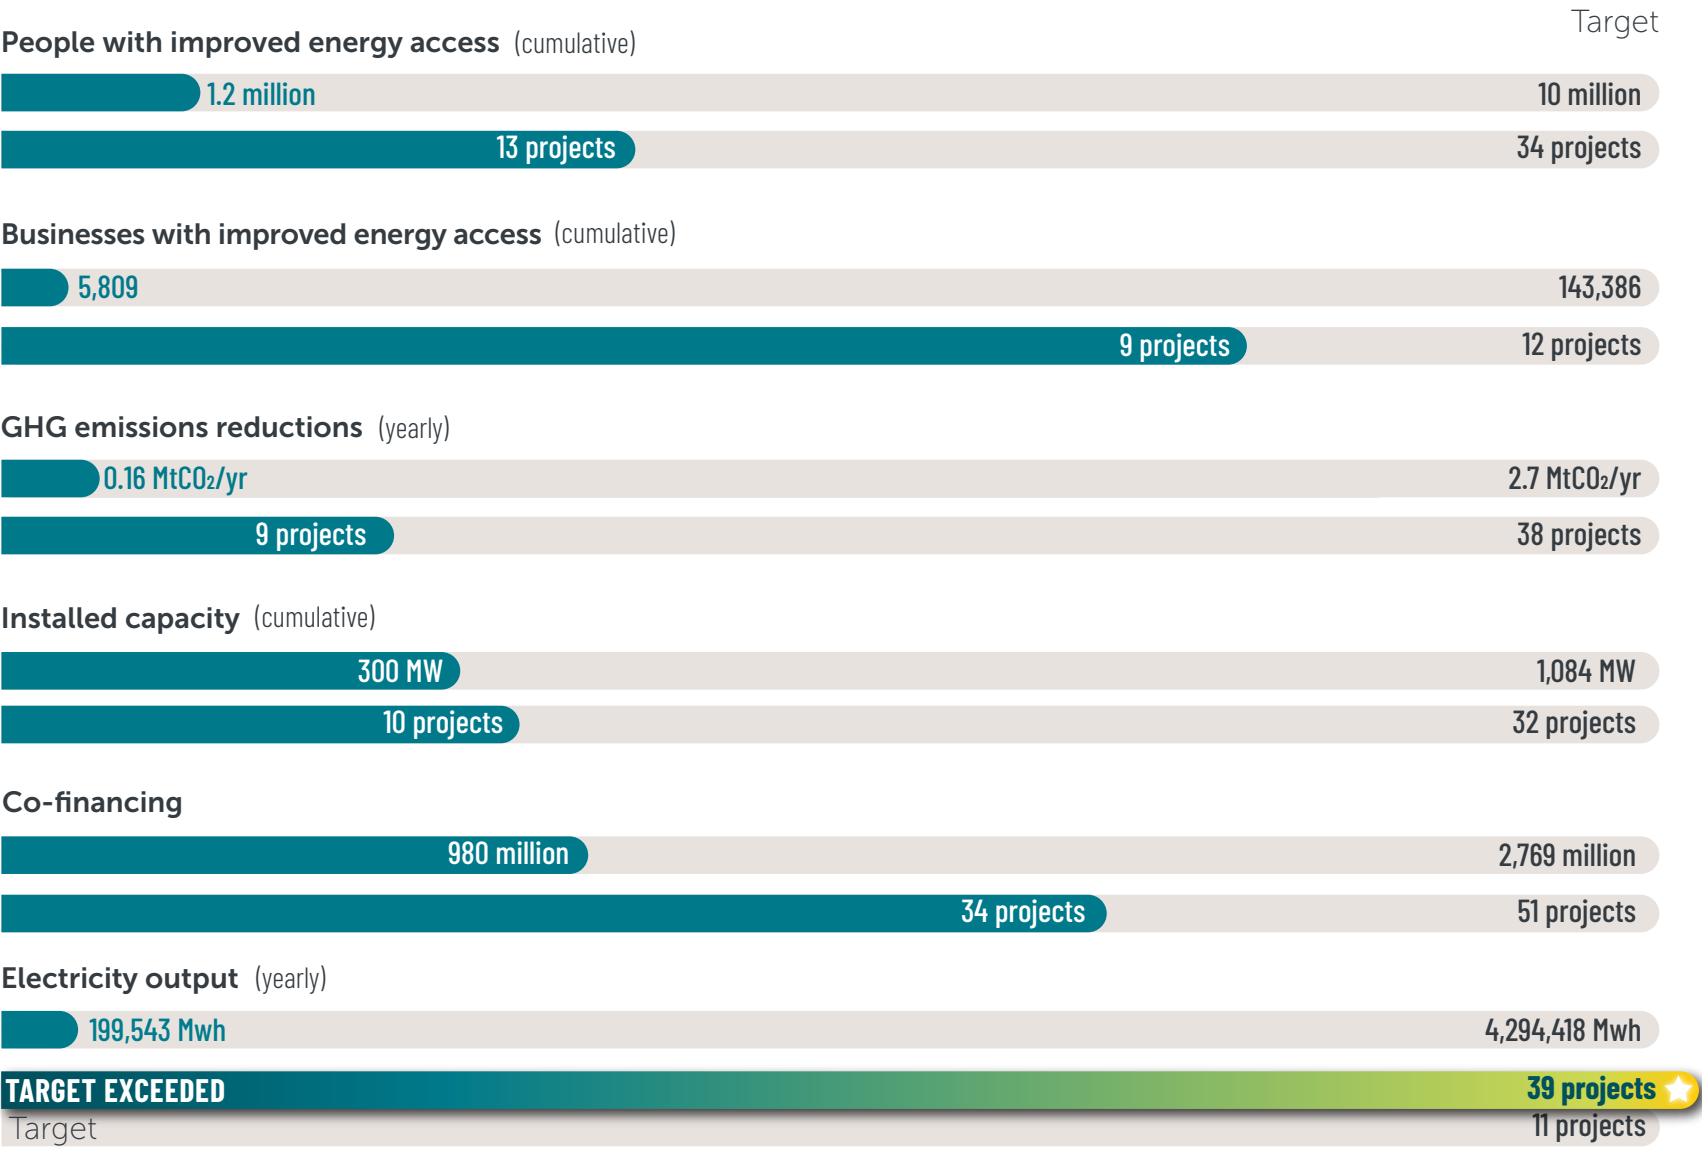 Target
People with improved energy access (cumulative)
1.2 million 10 million
13 projects 34 projects
Businesses with improved energy access (cumulative)
5,809 143,386
9 projects 12 projects
GHG emissions reductions (yearly)
0.16 MtCO₂/yr 2.7 MtCO₂/yr
9 projects 38 projects
Installed capacity (cumulative)
300 MW 1,084 MW
10 projects 32 projects
Co-financing
980 million 2,769 million
34 projects 51 projects
Electricity output (yearly)
199,543 Mwh 4,294,418 Mwh
TARGET EXCEEDED 39 projects
Target 11 projects